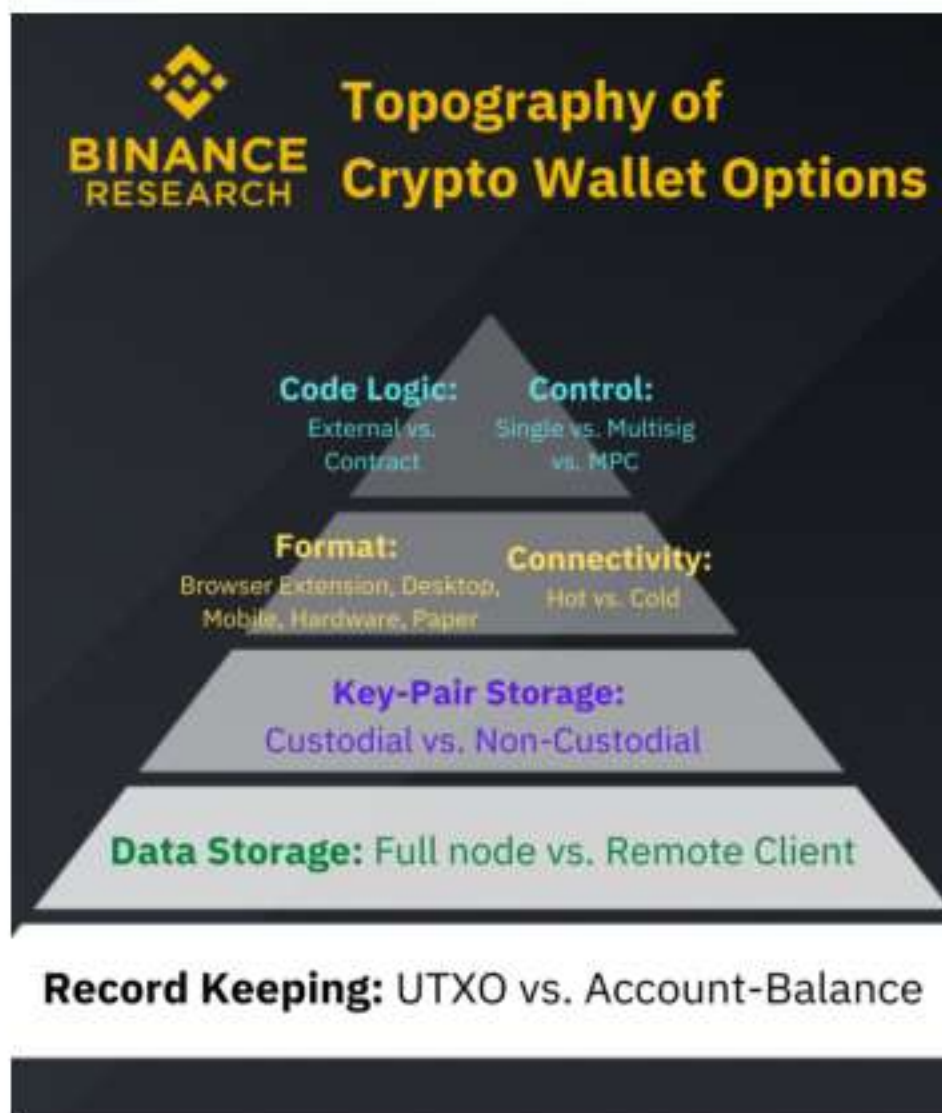 BINANCE
RESEARCH
Topography of
Crypto Wallet Options
Code Logic:
External vs.
Contract
Control:
Single vs. Multisig
vs. MPC
Format:
Browser Extension, Desktop,
Mobile, Hardware, Paper
Connectivity:
Hot vs. Cold
Key-Pair Storage:
Custodial vs. Non-Custodial
Data Storage: Full node vs. Remote Client
Record Keeping: UTXO vs. Account-Balance